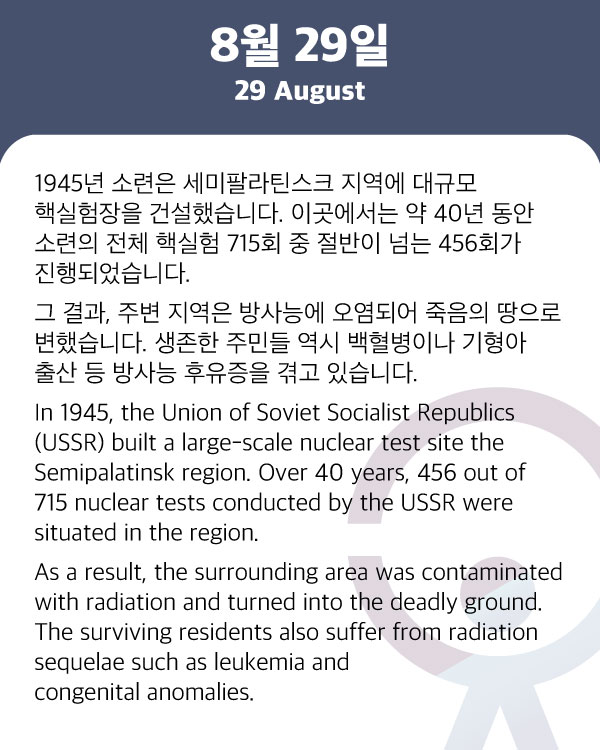 8월 29일
29 August
1945년 소련은 세미팔라틴스크 지역에 대규모
핵실험장을 건설했습니다. 이곳에서는 약 40년 동안
소련의 전체 핵실험 715회 중 절반이 넘는 456회가
진행되었습니다.
그 결과, 주변 지역은 방사능에 오염되어 죽음의 땅으로
변했습니다. 생존한 주민들 역시 백혈병이나 기형아
출산 등 방사능 후유증을 겪고 있습니다.
In 1945, the Union of Soviet Socialist Republics
(USSR) built a large-scale nuclear test site the
Semipalatinsk region. Over 40 years, 456 out of
715 nuclear tests conducted by the USSR were
situated in the region.
As a result, the surrounding area was contaminated
with radiation and turned into the deadly ground.
The surviving residents also suffer from radiation
sequelae such as leukemia and
congenital anomalies.